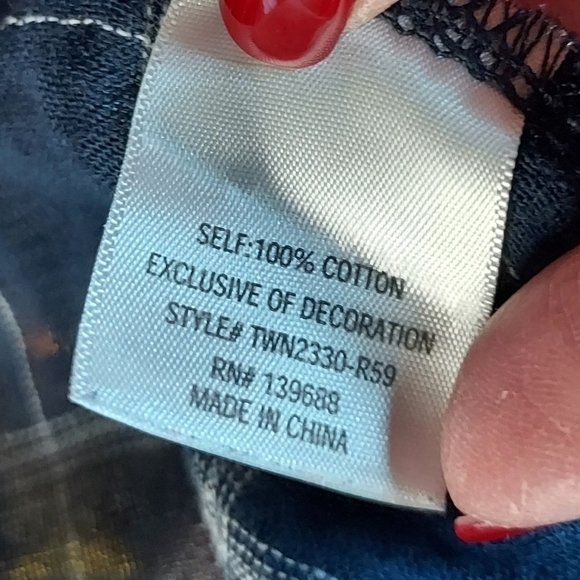 SELF:100% COTTON
EXCLUSIVE OF DECORATION
STYLE# TWN2330-R59
RN# 139688
MADE IN CHINA